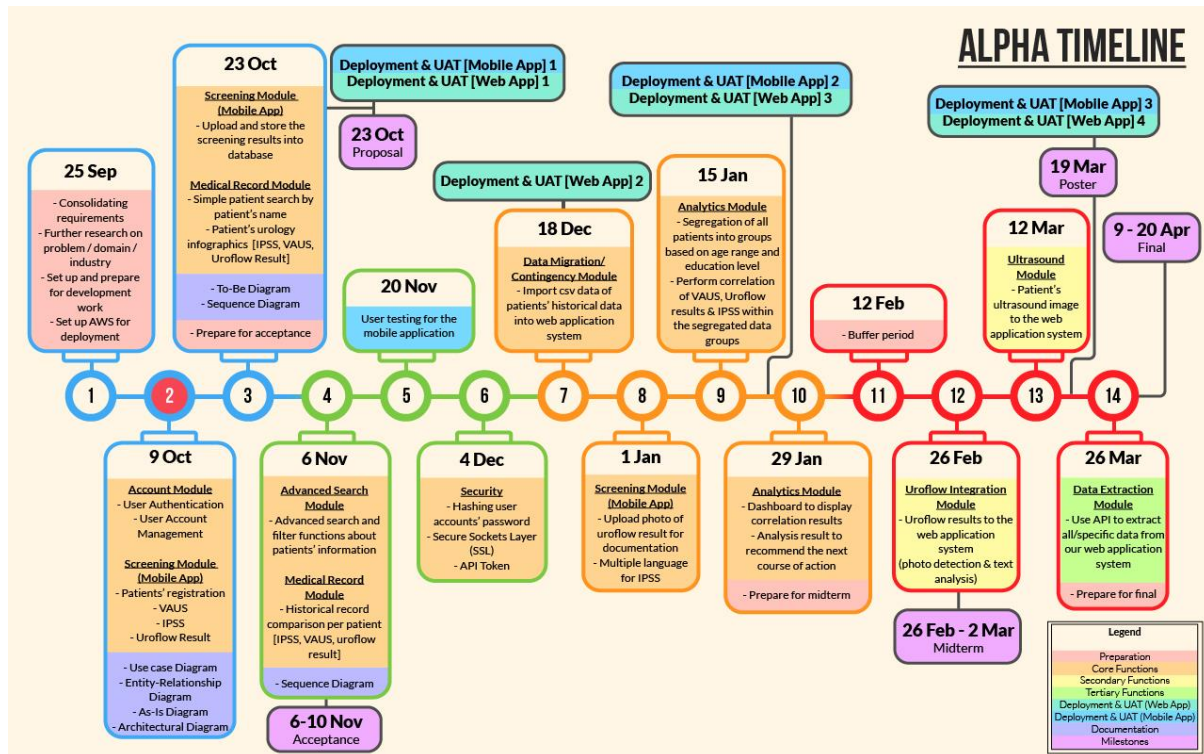 ALPHA TIMELINE
25 Sep
- Consolidating
requirements
- Further research on
problem / domain /
industry
- Set up and prepare
for development
work
- Set up AWS for
deployment
23 Oct
Screening Module
(Mobile App)
- Upload and store the
screening results into
database
Medical Record Module
- Simple patient search by
patient's name
- Patient's urology
infographics [IPSS, VAUS,
Uroflow Result]
- To-Be Diagram
- Sequence Diagram
- Prepare for acceptance
Deployment & UAT [Mobile App] 1
Deployment & UAT [Web App] 1
23 Oct
Proposal
20 Nov
User testing for the
mobile application
Deployment & UAT [Web App] 2
18 Dec
Data Migration/
Contingency Module
- Import csv data of
patients' historical data
into web application
system
Deployment & UAT [Mobile App] 2
Deployment & UAT [Web App] 3
15 Jan
Analytics Module
- Segregation of all
patients into groups
based on age range and
education level
- Perform correlation of
VAUS, Uroflow
results & IPSS within
the segregated data
groups
12 Feb
- Buffer period
Deployment & UAT [Mobile App] 3
Deployment & UAT [Web App] 4
19 Mar
Poster
12 Mar
Ultrasound
Module
- Patient's
ultrasound image
to the web
application system
9 - 20 Apr
Final
1 2 3 4 5 6 7 8 9 10 11 12 13 14
9 Oct
Account Module
- User Authentication
- User Account
Management
Screening Module
(Mobile App)
- Patients' registration
- VAUS
- IPSS
- Uroflow Result
- Use case Diagram
- Entity-Relationship
Diagram
- As-Is Diagram
- Architectural Diagram
6 Nov
Advanced Search
Module
- Advanced search and
filter functions about
patients' information
Medical Record
Module
- Historical record
comparison per patient
[IPSS, VAUS, uroflow
result]
- Sequence Diagram
6-10 Nov
Acceptance
4 Dec
Security
- Hashing user
accounts' password
- Secure Sockets Layer
(SSL)
- API Token
1 Jan
Screening Module
(Mobile App)
- Upload photo of
uroflow result for
documentation
- Multiple language
for IPSS
29 Jan
Analytics Module
- Dashboard to display
correlation results
- Analysis result to
recommend the next
course of action
- Prepare for midterm
26 Feb
Uroflow Integration
Module
- Uroflow results to the
web application
system
(photo detection & text
analysis)
26 Feb - 2 Mar
Midterm
26 Mar
Data Extraction
Module
- Use API to extract
all/specific data from
our web application
system
- Prepare for final
Legend
Preparation
Core Functions
Secondary Functions
Tertiary Functions
Deployment & UAT (Web App)
Deployment & UAT (Mobile App)
Documentation
Milestones